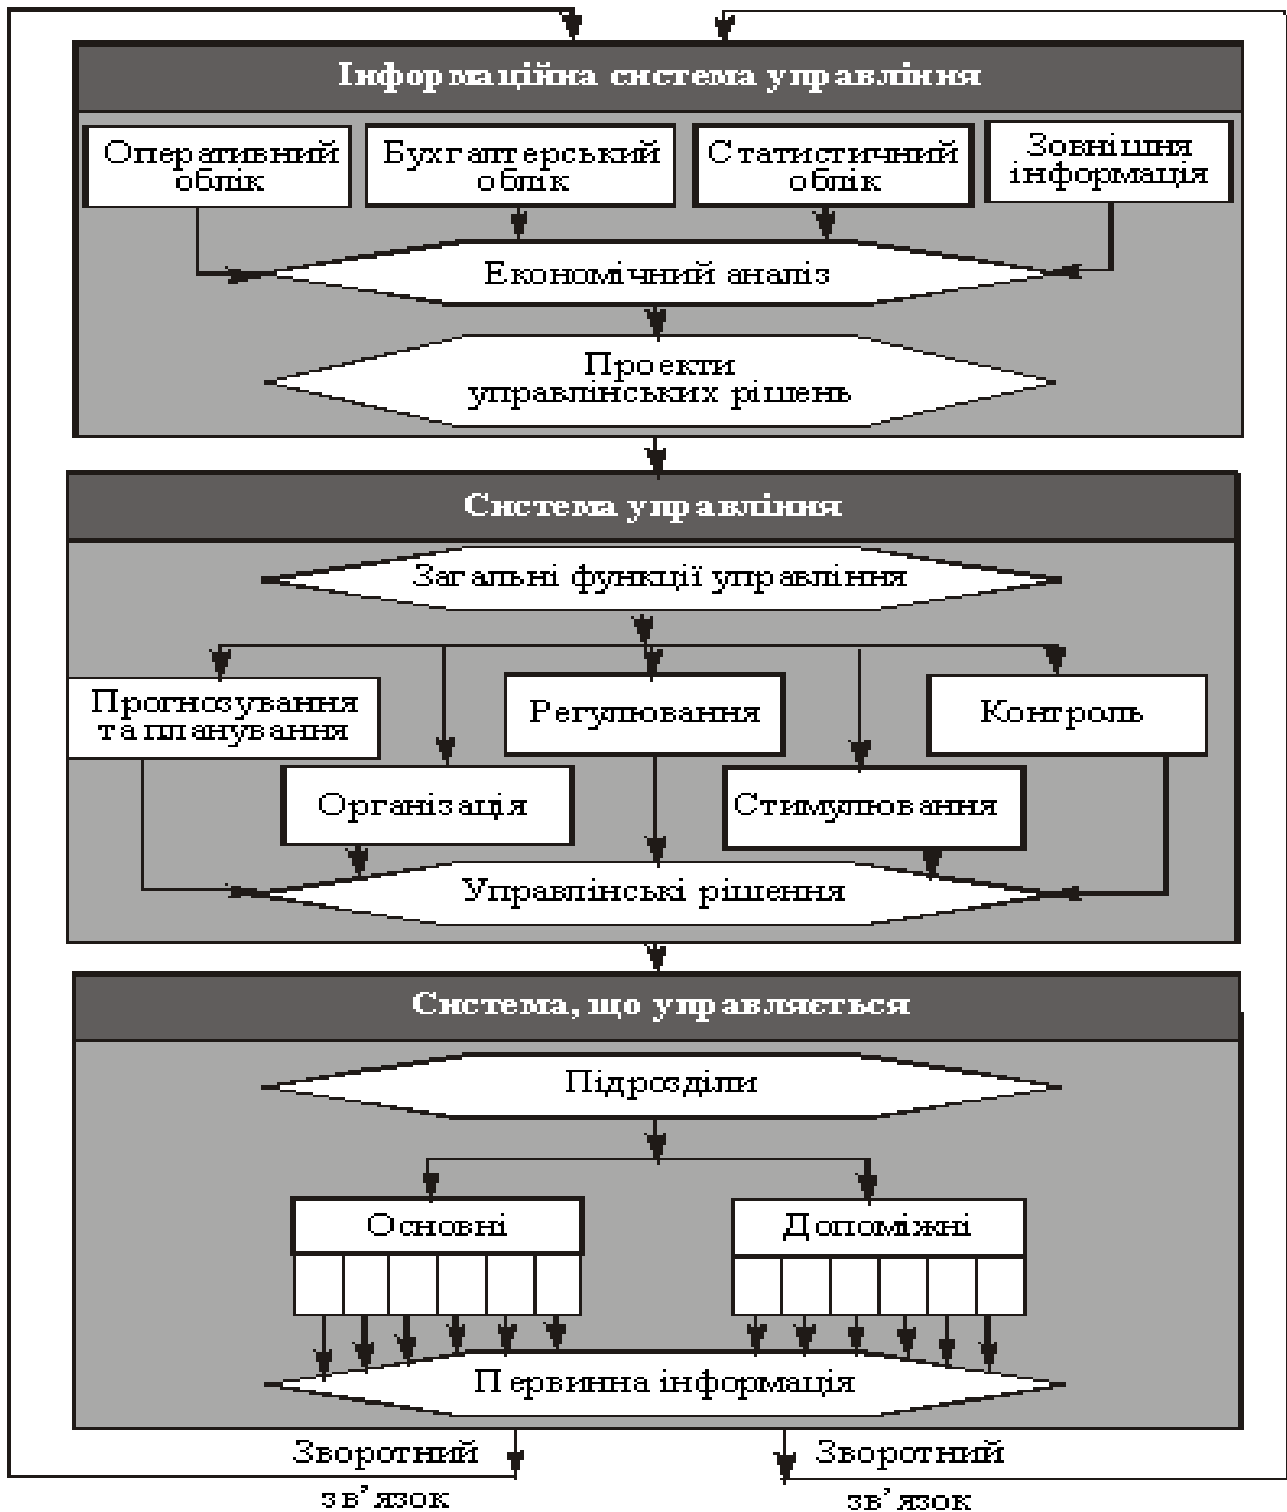 Інформаційна система управління
Оперативний
облік
Бухгалтерський
облік
Статистичний
облік
Зовнішня
інформація
Економічний аналіз
Проекти
управлінських рішень
Система управління
Загальні функції управління
Прогнозування
та планування
Регулювання
Контроль
Організація
Стимулювання
Управлінські рішення
Система, що управляється
Підрозділи
Основні
Допоміжні
Первинна інформація
Зворотний
зв’язок
Зворотний
зв’язок